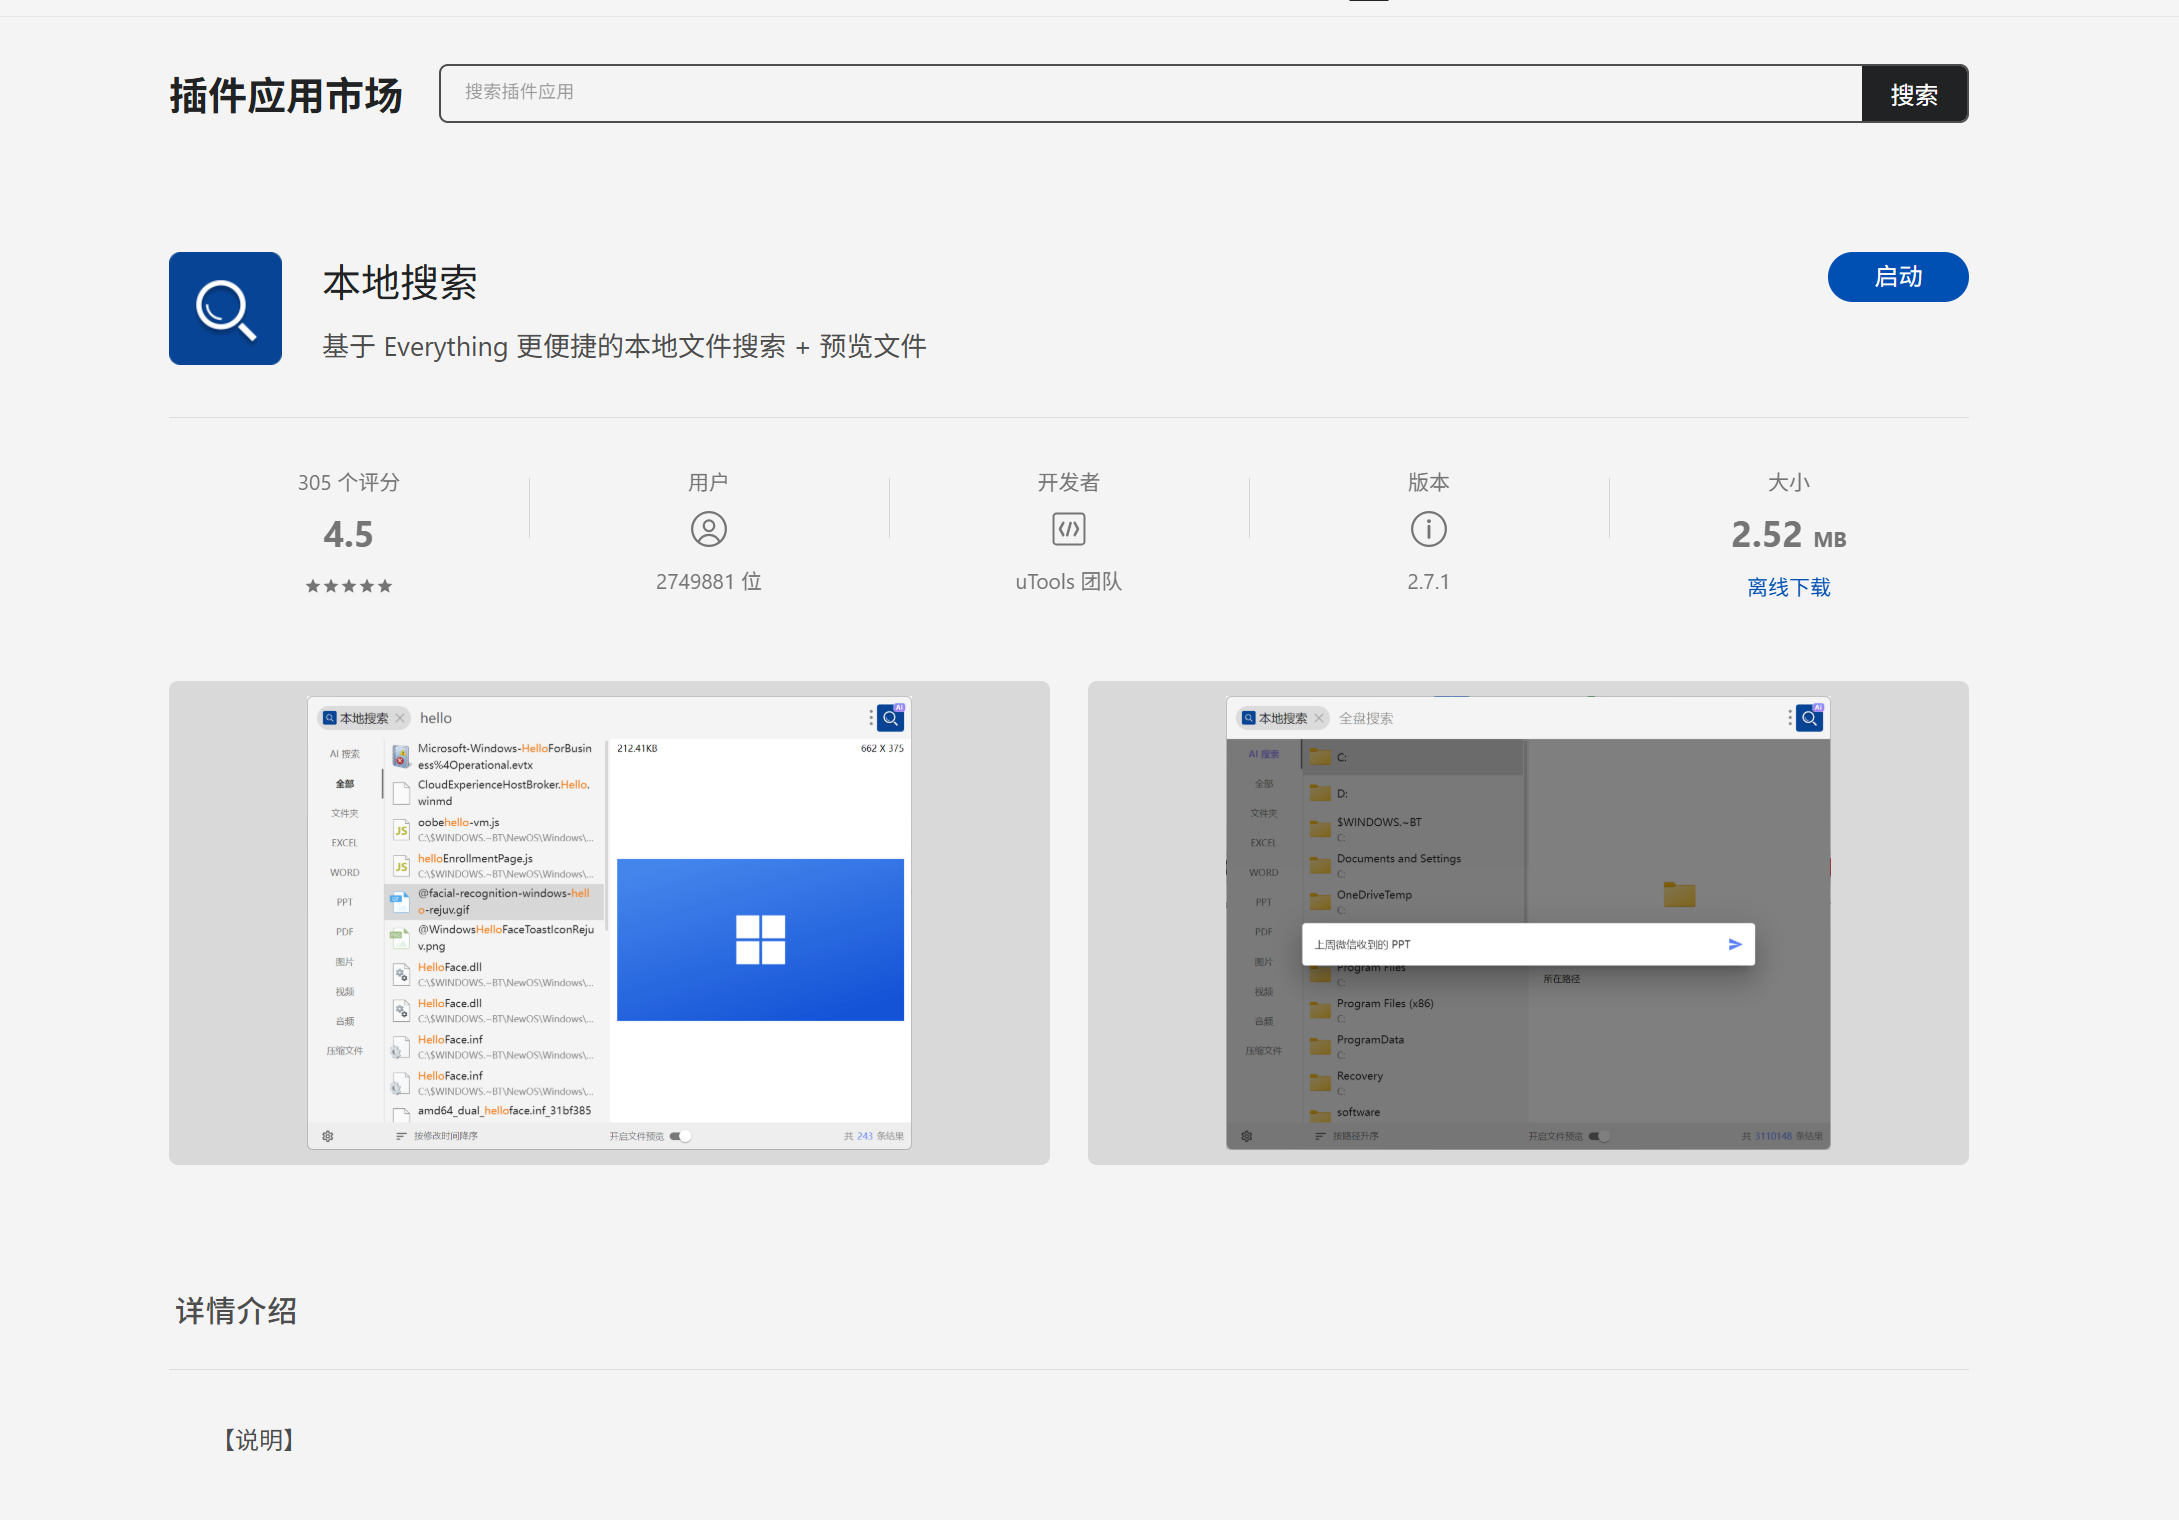 插件应用市场
搜索插件应用
搜索
本地搜索
启动
基于 Everything 更便捷的本地文件搜索 + 预览文件
305 个评分
4.5
用户
2749881 位
开发者
uTools 团队
版本
2.7.1
大小
2.52 MB
离线下载
本地搜索
hello
AI
AI 搜索
全部
文件夹
EXCEL
WORD
PPT
PDF
图片
视频
音频
压缩文件
Microsoft-Windows-HelloForBusin
ess%4Operational.evtx
CloudExperienceHostBroker.Hello.
winmd
oobehello-vm.js
C:\$WINDOWS.~BT\NewOS\Windows\...
helloEnrollmentPage.js
C:\$WINDOWS.~BT\NewOS\Windows\...
@facial-recognition-windows-hell
o-rejuv.gif
@WindowsHelloFaceToastIconReju
v.png
HelloFace.dll
C:\$WINDOWS.~BT\NewOS\Windows\...
HelloFace.dll
C:\$WINDOWS.~BT\NewOS\Windows\...
HelloFace.inf
C:\$WINDOWS.~BT\NewOS\Windows\...
HelloFace.inf
C:\$WINDOWS.~BT\NewOS\Windows\...
amd64_dual_helloface.inf_31bf385
212.41KB
662 X 375
按修改时间降序
开启文件预览
共 243 条结果
本地搜索
全盘搜索
AI
AI 搜索
全部
文件夹
EXCEL
WORD
PPT
PDF
图片
视频
音频
压缩文件
C:
D:
$WINDOWS.~BT
C:
Documents and Settings
C:
OneDriveTemp
C:
上周微信收到的 PPT
Program Files
C:
Program Files (x86)
C:
ProgramData
C:
Recovery
C:
software
所在路径
按路径升序
开启文件预览
共 3110148 条结果
详情介绍
【说明】